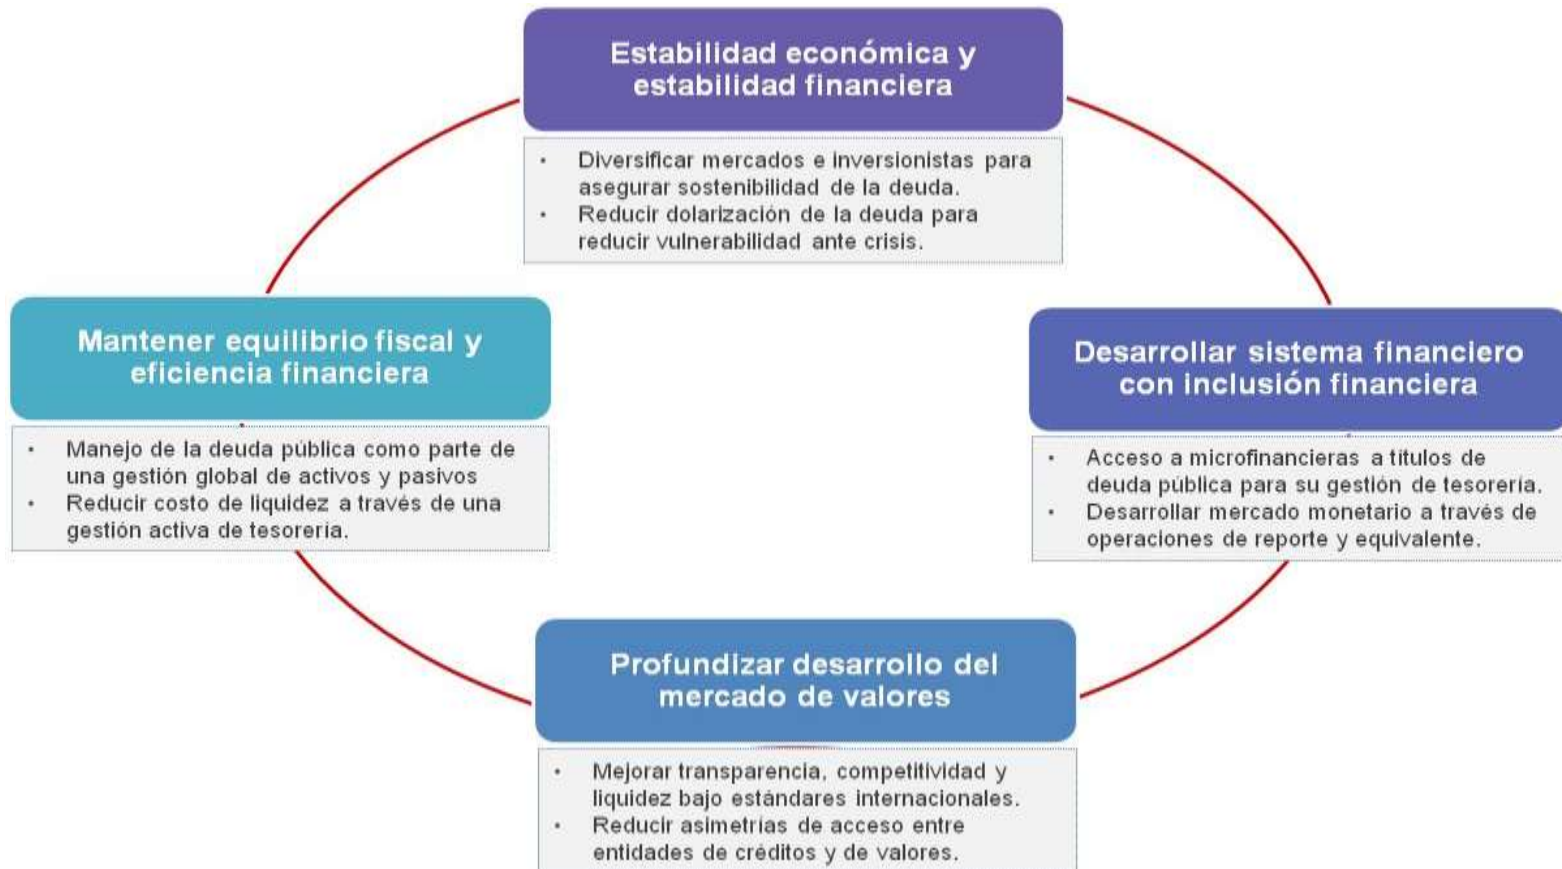 Estabilidad económica y
estabilidad financiera
• Diversificar mercados e inversionistas para
asegurar sostenibilidad de la deuda.
• Reducir dolarización de la deuda para
reducir vulnerabilidad ante crisis.
Mantener equilibrio fiscal y
eficiencia financiera
• Manejo de la deuda pública como parte de
una gestión global de activos y pasivos
• Reducir costo de liquidez a través de una
gestión activa de tesorería.
Desarrollar sistema financiero
con inclusión financiera
• Acceso a microfinancieras a títulos de
deuda pública para su gestión de tesorería.
• Desarrollar mercado monetario a través de
operaciones de reporte y equivalente.
Profundizar desarrollo del
mercado de valores
• Mejorar transparencia, competitividad y
liquidez bajo estándares internacionales.
• Reducir asimetrías de acceso entre
entidades de créditos y de valores.